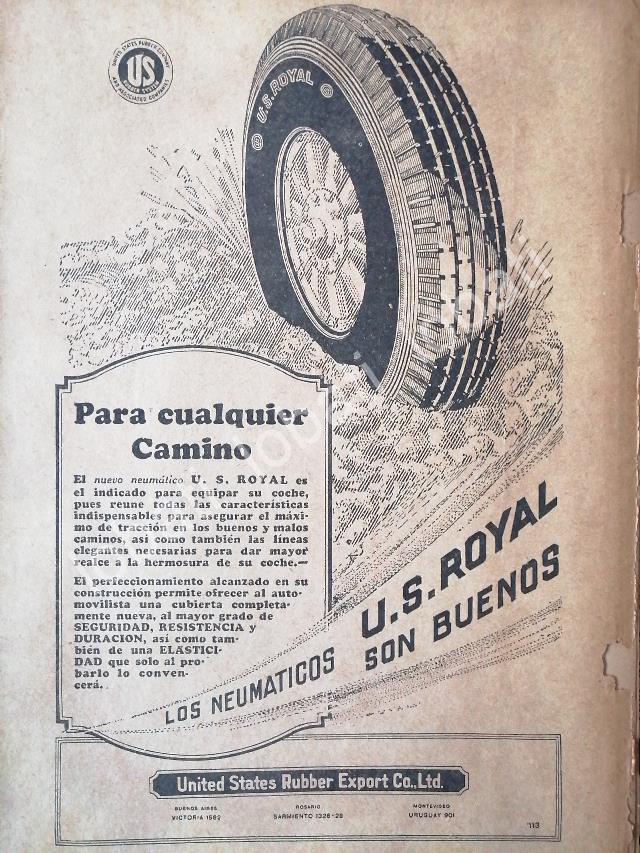 UNITED STATES RUBBER COMPANY
US
RUBBER SYSTEM
AND ASSOCIATED COMPANIES
U.S. ROYAL
Para cualquier
Camino
El nuevo neumático U. S. ROYAL es
el indicado para equipar su coche,
pues reune todas las características
indispensables para asegurar el máxi-
mo de tracción en los buenos y malos
caminos, así como también las líneas
elegantes necesarias para dar mayor
realce a la hermosura de su coche.—
El perfeccionamiento alcanzado en su
construcción permite ofrecer al auto-
movilista una cubierta completa-
mente nueva, al mayor grado de
SEGURIDAD, RESISTENCIA y
DURACION, así como tam-
bién de una ELASTICI-
DAD que solo al pro-
barlo lo conven-
cerá.
LOS NEUMATICOS
U.S. ROYAL
SON BUENOS
United States Rubber Export Co., Ltd.
BUENOS AIRES
VICTORIA 1582
ROSARIO
SARMIENTO 1326-28
MONTEVIDEO
URUGUAY 901
113